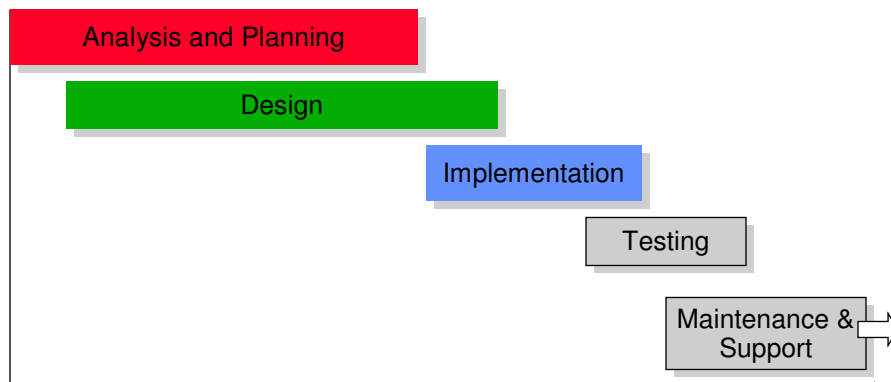 Analysis and Planning
Design
Implementation
Testing
Maintenance &
Support